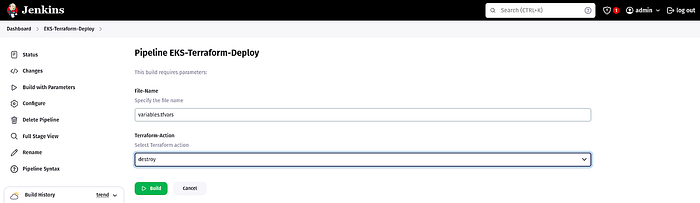 Jenkins
Search (CTRL+K)
1
admin
log out
Dashboard
EKS-Terraform-Deploy
Status
Changes
Build with Parameters
Configure
Delete Pipeline
Full Stage View
Rename
Pipeline Syntax
Build History
trend
Pipeline EKS-Terraform-Deploy
This build requires parameters:
File-Name
Specify the file name
variables.tfvars
Terraform-Action
Select Terraform action
destroy
Build
Cancel